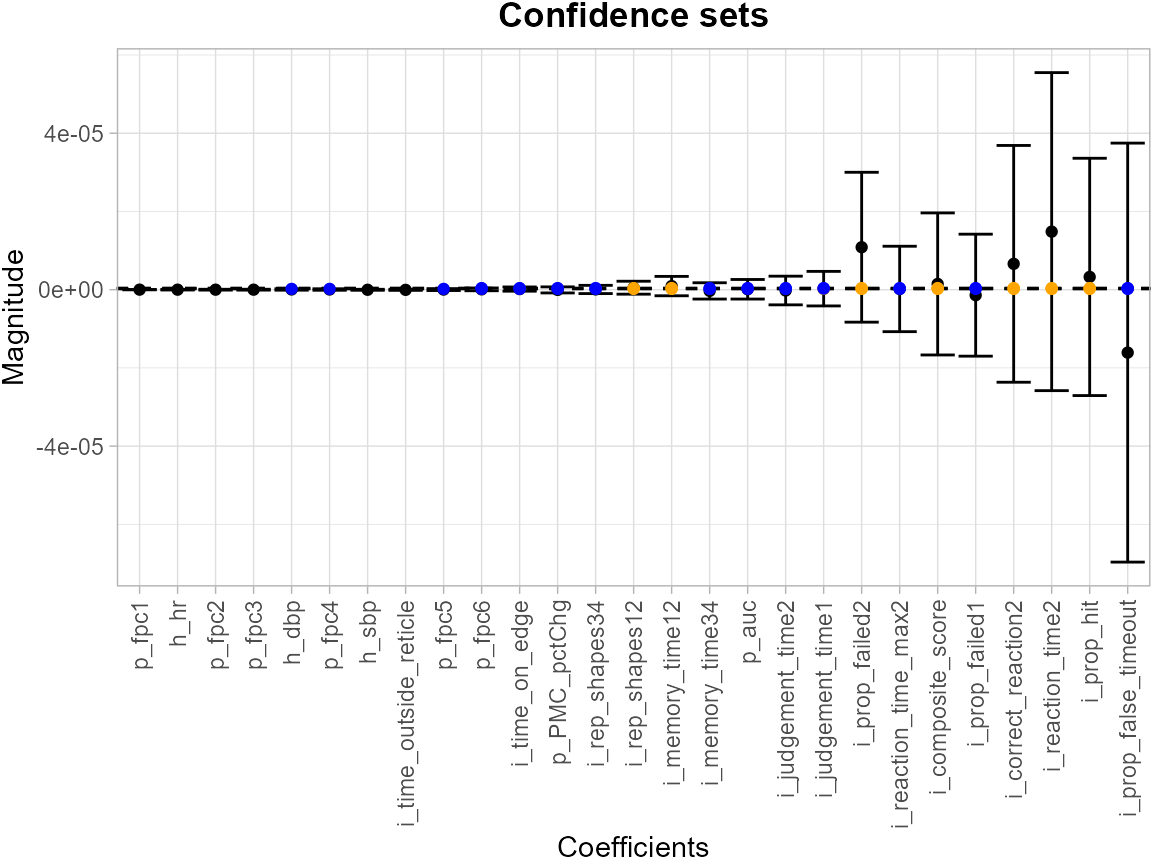 Confidence sets
Magnitude
4e-05
0e+00
-4e-05
p_fpc1
h_hr
p_fpc2
p_fpc3
h_dbp
p_fpc4
h_sbp
i_time_outside_reticle
p_fpc5
p_fpc6
i_time_on_edge
p_PMC_pctChg
i_rep_shapes34
i_rep_shapes12
i_memory_time12
i_memory_time34
p_auc
i_judgement_time2
i_judgement_time1
i_prop_failed2
i_reaction_time_max2
i_composite_score
i_prop_failed1
i_correct_reaction2
i_reaction_time2
i_prop_hit
i_prop_false_timeout
Coefficients